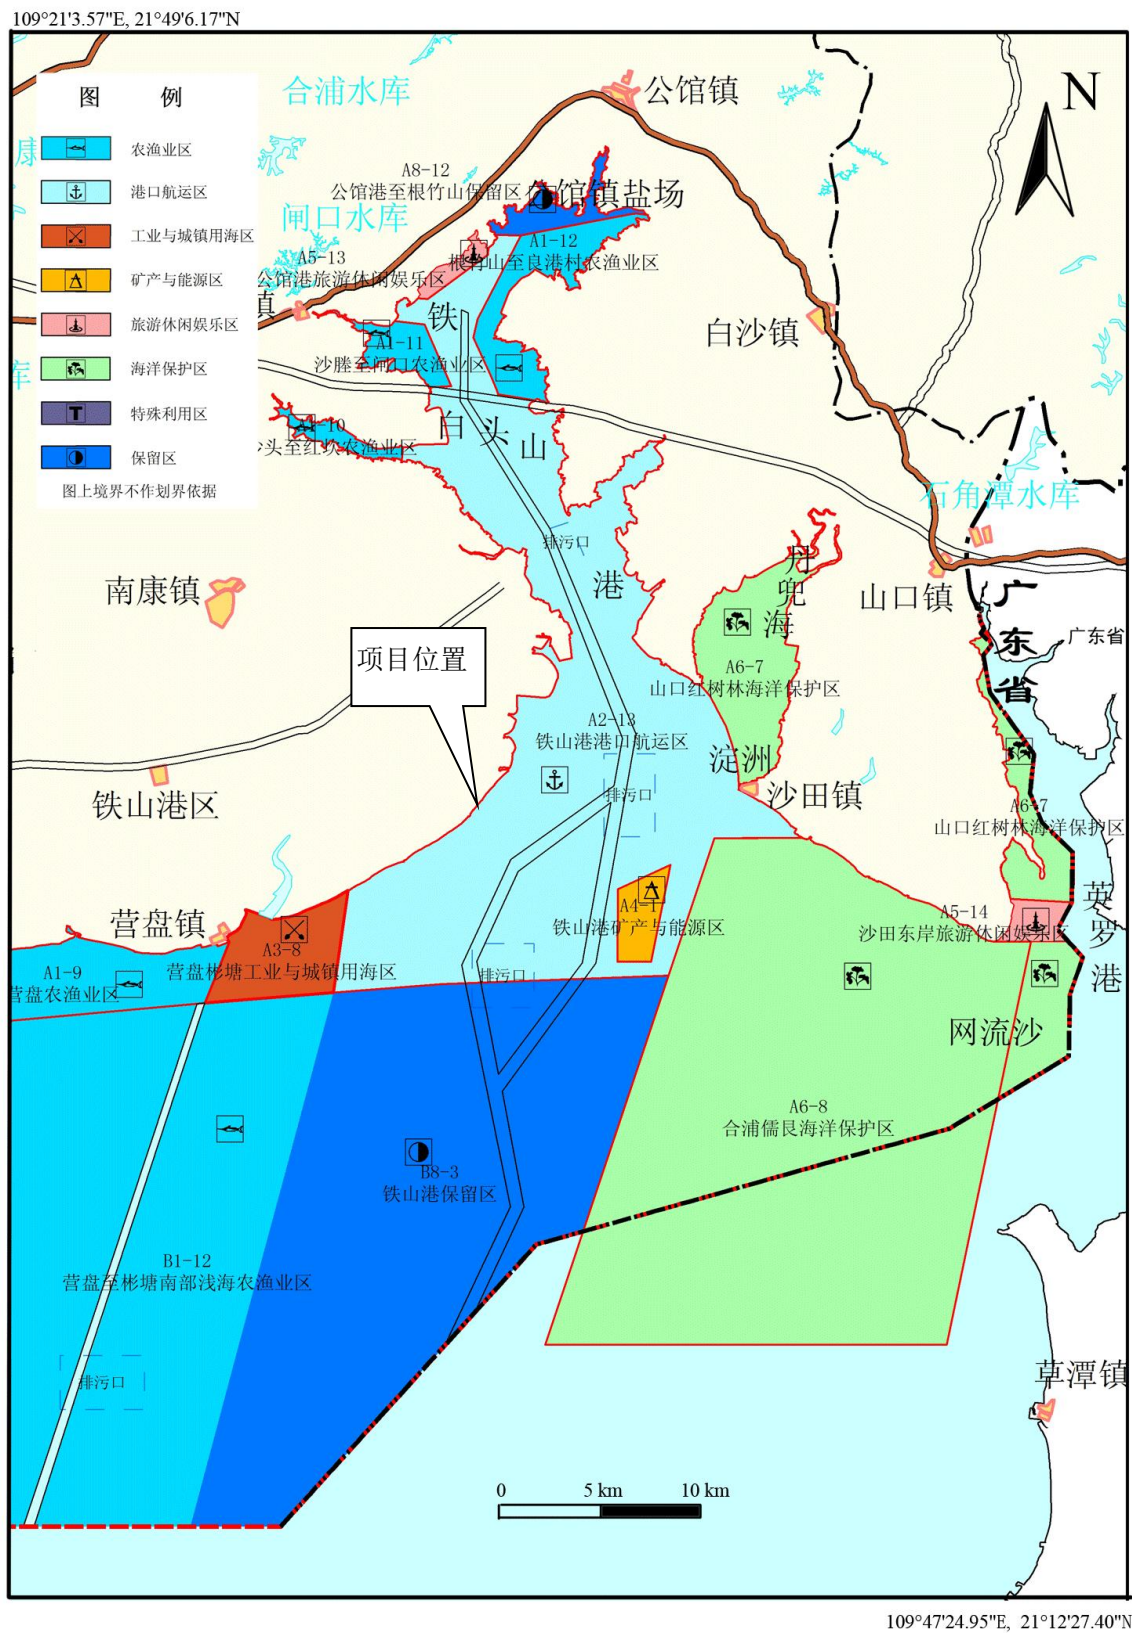 109°21'3.57"E, 21°49'6.17"N
图 例
农渔业区
港口航运区
工业与城镇用海区
矿产与能源区
旅游休闲娱乐区
海洋保护区
特殊利用区
保留区
图上境界不作划界依据
N
合浦水库
公馆镇
A8-12
公馆港至根竹山保留区
馆镇盐场
闸口水库
A1-12
根竹山至良港村农渔业区
A5-13
公馆港旅游休闲娱乐区
镇
铁
白沙镇
A1-11
沙塍至闸口农渔业区
康
库
A1-10
沙头至红坎农渔业区
白头山
石角潭水库
排污口
港
丹兜海
南康镇
山口镇
广东省
广东省
项目位置
A6-7
山口红树林海洋保护区
A2-13
铁山港港口航运区
淀洲
排污口
沙田镇
铁山港区
A6-7
山口红树林海洋保护区
营盘镇
A4-1
铁山港矿产与能源区
A5-14
沙田东岸旅游休闲娱乐区
英罗港
A3-8
营盘彬塘工业与城镇用海区
A1-9
营盘农渔业区
排污口
网流沙
A6-8
合浦儒艮海洋保护区
B8-3
铁山港保留区
B1-12
营盘至彬塘南部浅海农渔业区
排污口
草潭镇
0 5 km 10 km
109°47'24.95"E, 21°12'27.40"N